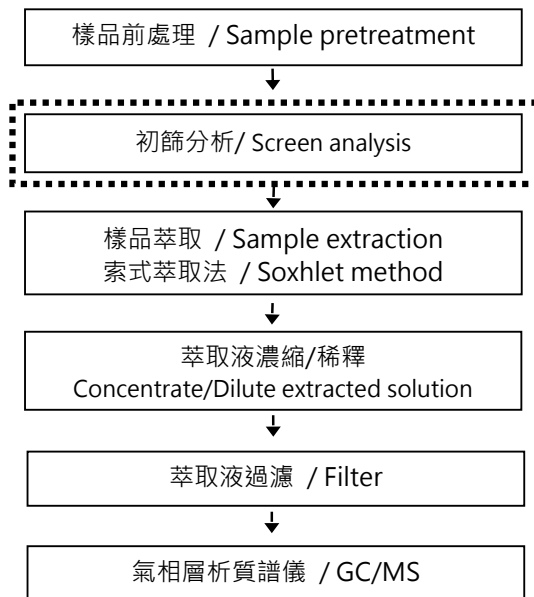 樣品前處理 / Sample pretreatment
初篩分析/ Screen analysis
樣品萃取 / Sample extraction
索式萃取法 / Soxhlet method
萃取液濃縮/稀釋
Concentrate/Dilute extracted solution
萃取液過濾 / Filter
氣相層析質譜儀 / GC/MS